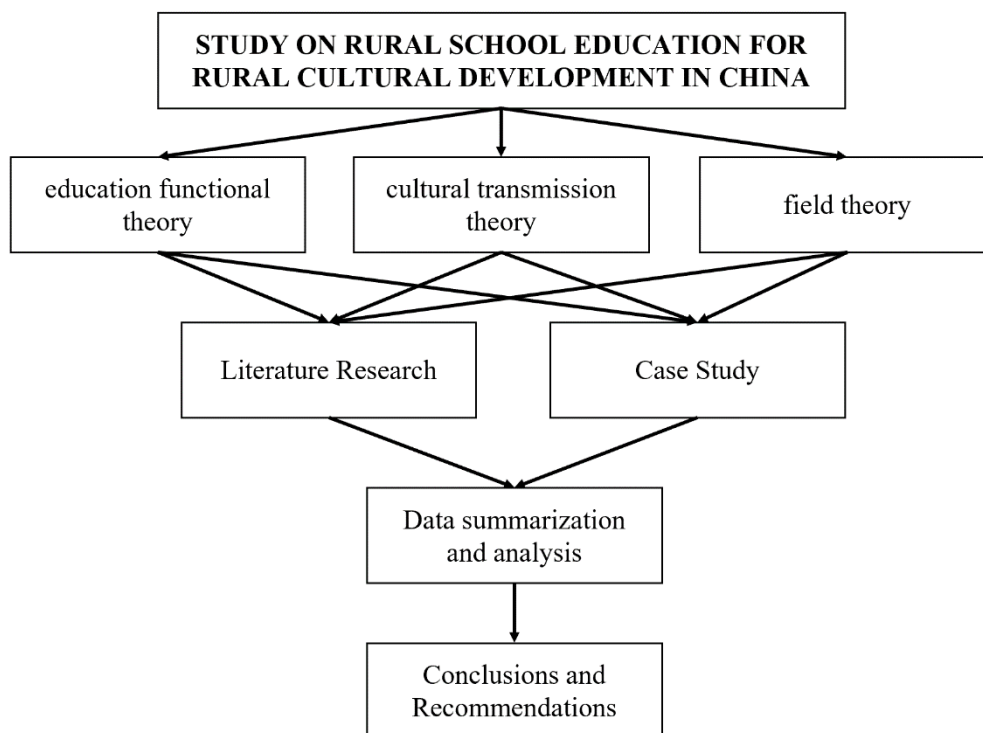 STUDY ON RURAL SCHOOL EDUCATION FOR
RURAL CULTURAL DEVELOPMENT IN CHINA
education functional
theory
cultural transmission
theory
field theory
Literature Research
Case Study
Data summarization
and analysis
Conclusions and
Recommendations